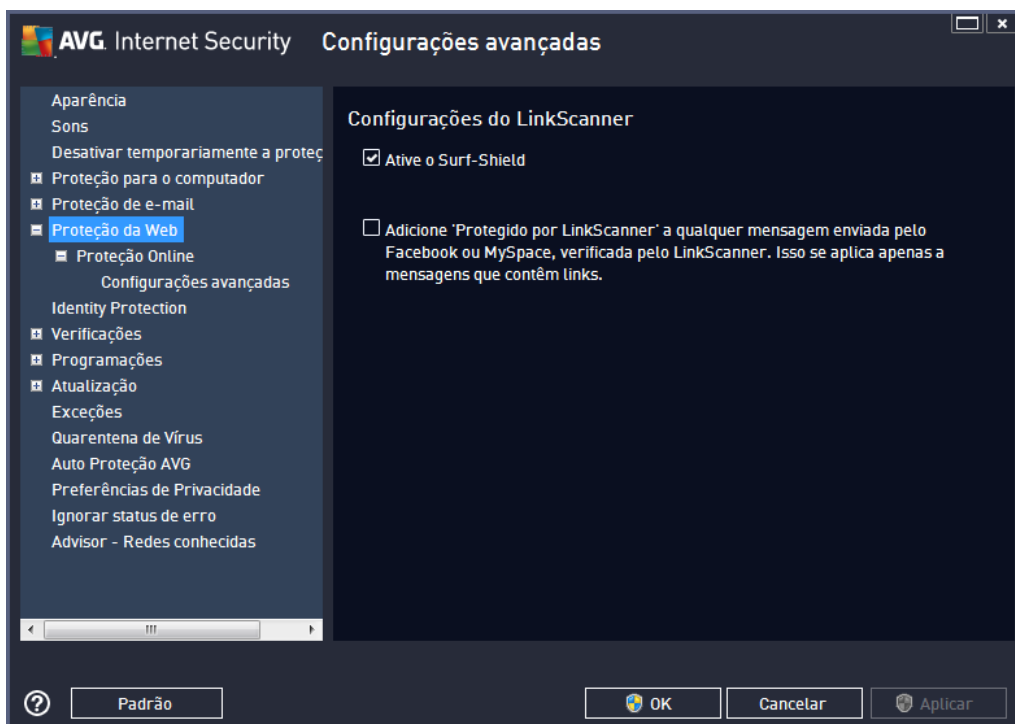 AVG. Internet Security Configurações avançadas
Aparência
Sons
Desativar temporariamente a proteç
Proteção para o computador
Proteção de e-mail
Proteção da Web
Proteção Online
Configurações avançadas
Identity Protection
Verificações
Programações
Atualização
Exceções
Quarentena de Vírus
Auto Proteção AVG
Preferências de Privacidade
Ignorar status de erro
Advisor - Redes conhecidas
Configurações do LinkScanner
Ative o Surf-Shield
Adicione 'Protegido por LinkScanner' a qualquer mensagem enviada pelo
Facebook ou MySpace, verificada pelo LinkScanner. Isso se aplica apenas a
mensagens que contêm links.
Padrão
OK
Cancelar
Aplicar